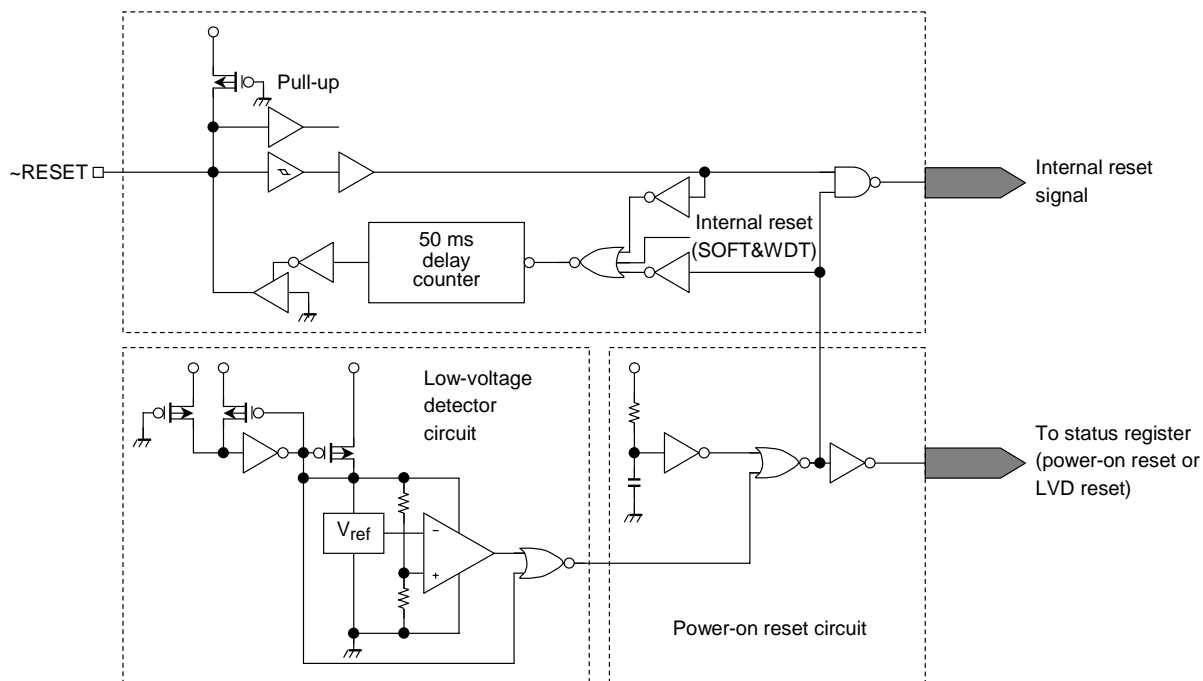 Pull-up
~RESET
Internal reset
signal
Internal reset
(SOFT&WDT)
50 ms
delay
counter
Low-voltage
detector
circuit
To status register
(power-on reset or
LVD reset)
Vref
−
+
Power-on reset circuit